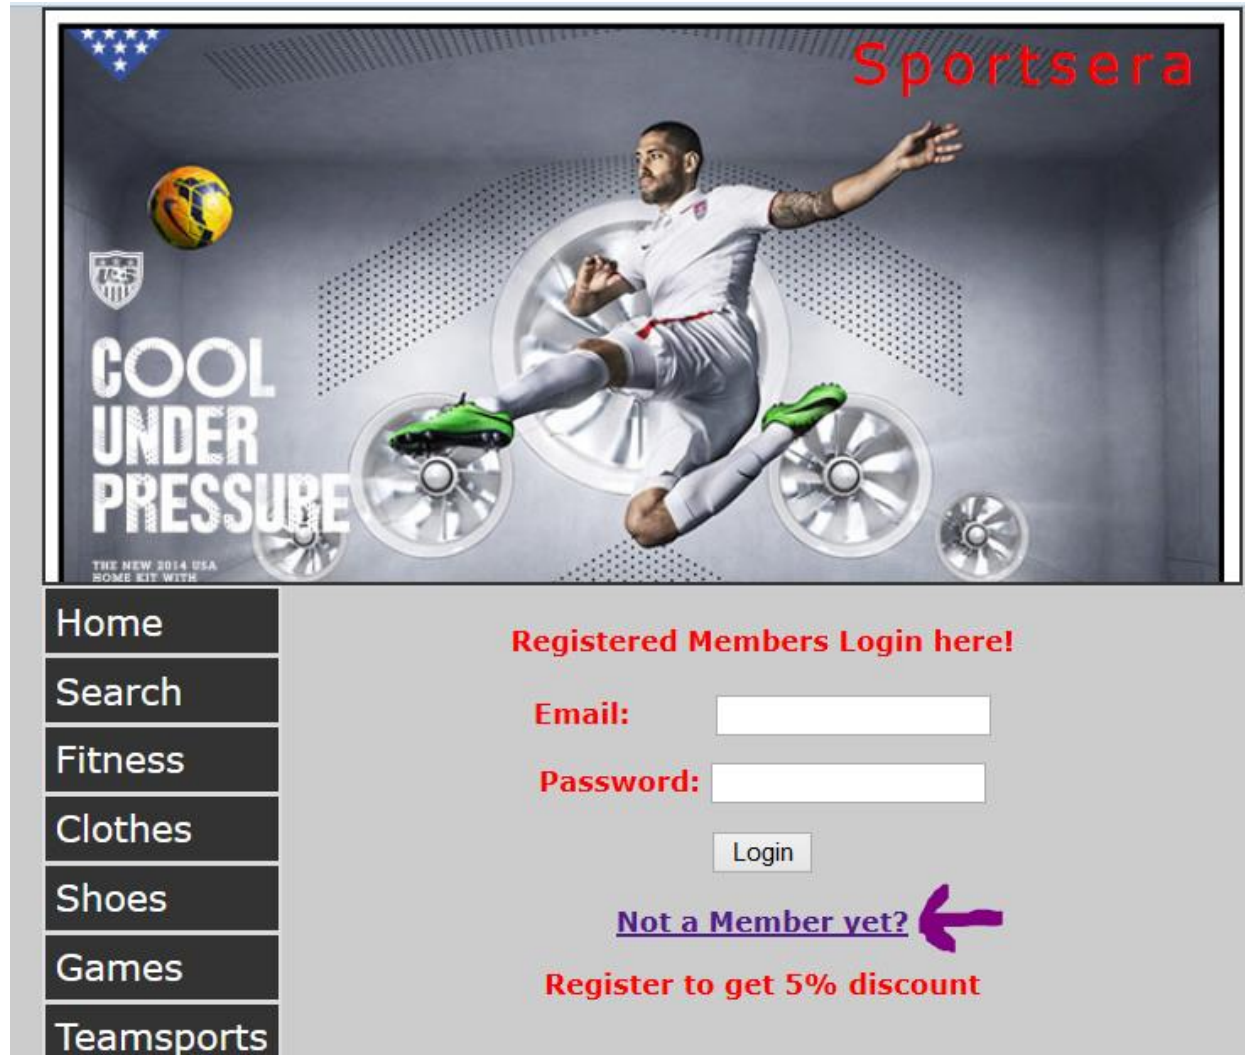 Sportsera
US
COOL
UNDER
PRESSURE
THE NEW 2014 USA
HOME KIT WITH
Home
Search
Fitness
Clothes
Shoes
Games
Teamsports
Registered Members Login here!
Email:
Password:
Login
Not a Member yet?
Register to get 5% discount